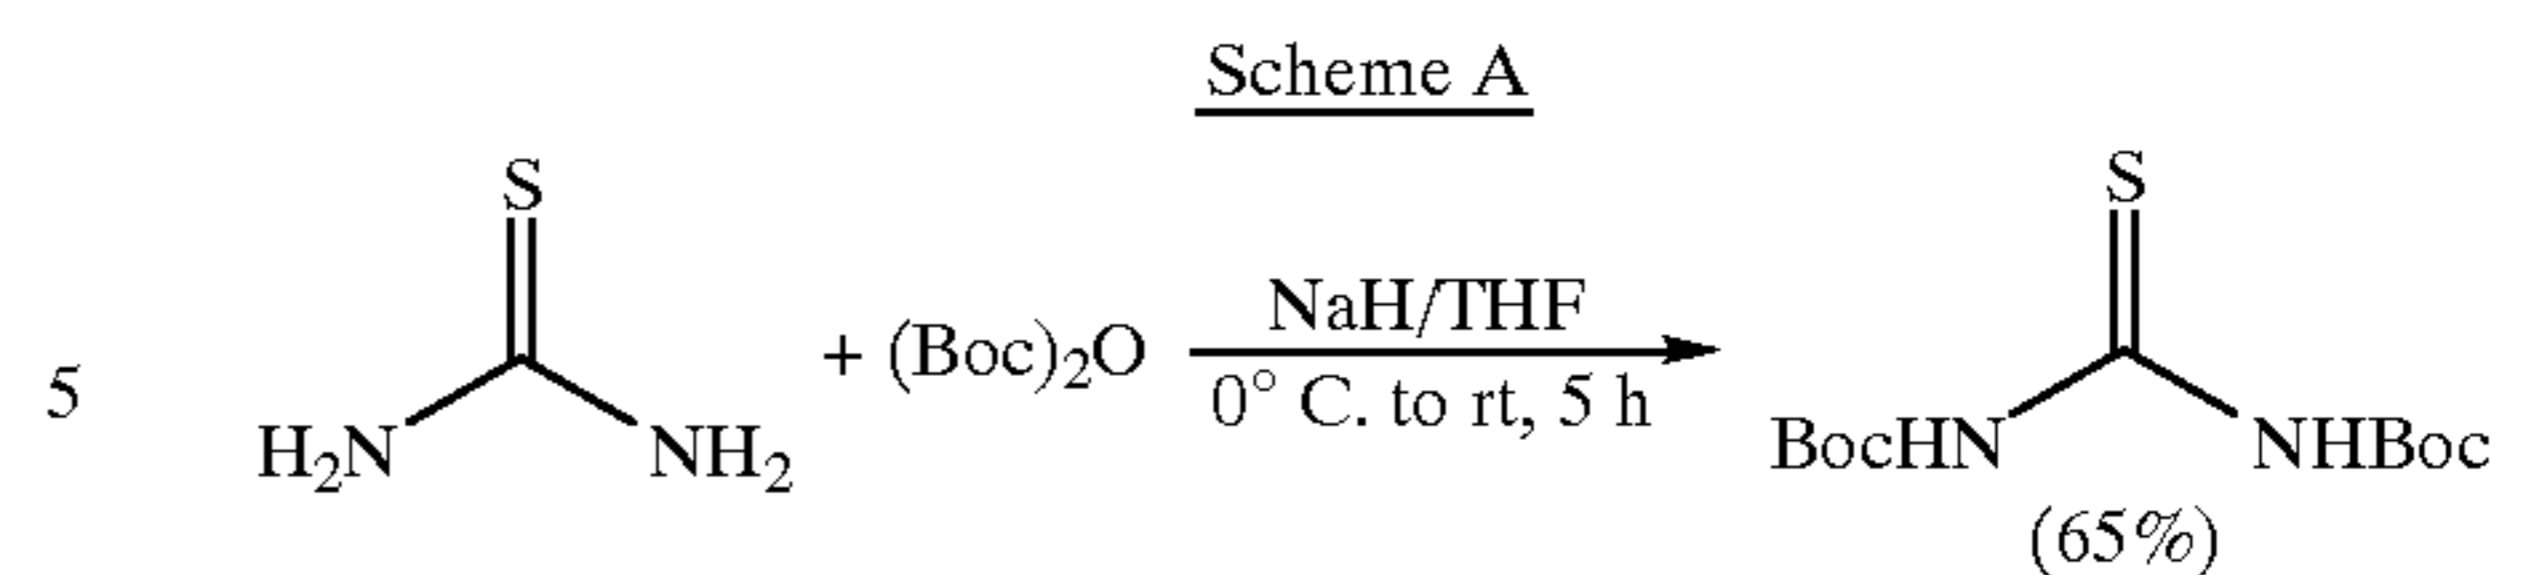 Scheme A
S
S
NaH/THF
+ (Boc)₂O
0° C. to rt, 5 h
5
H₂N
NH₂
BocHN
NHBoc
(65%)